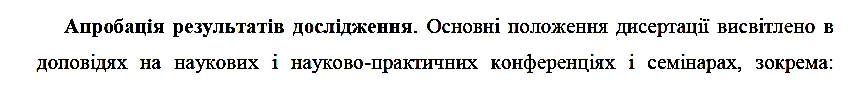 Апробація результатів дослідження. Основні положення дисертації висвітлено в
доповідях на наукових і науково-практичних конференціях і семінарах, зокрема: